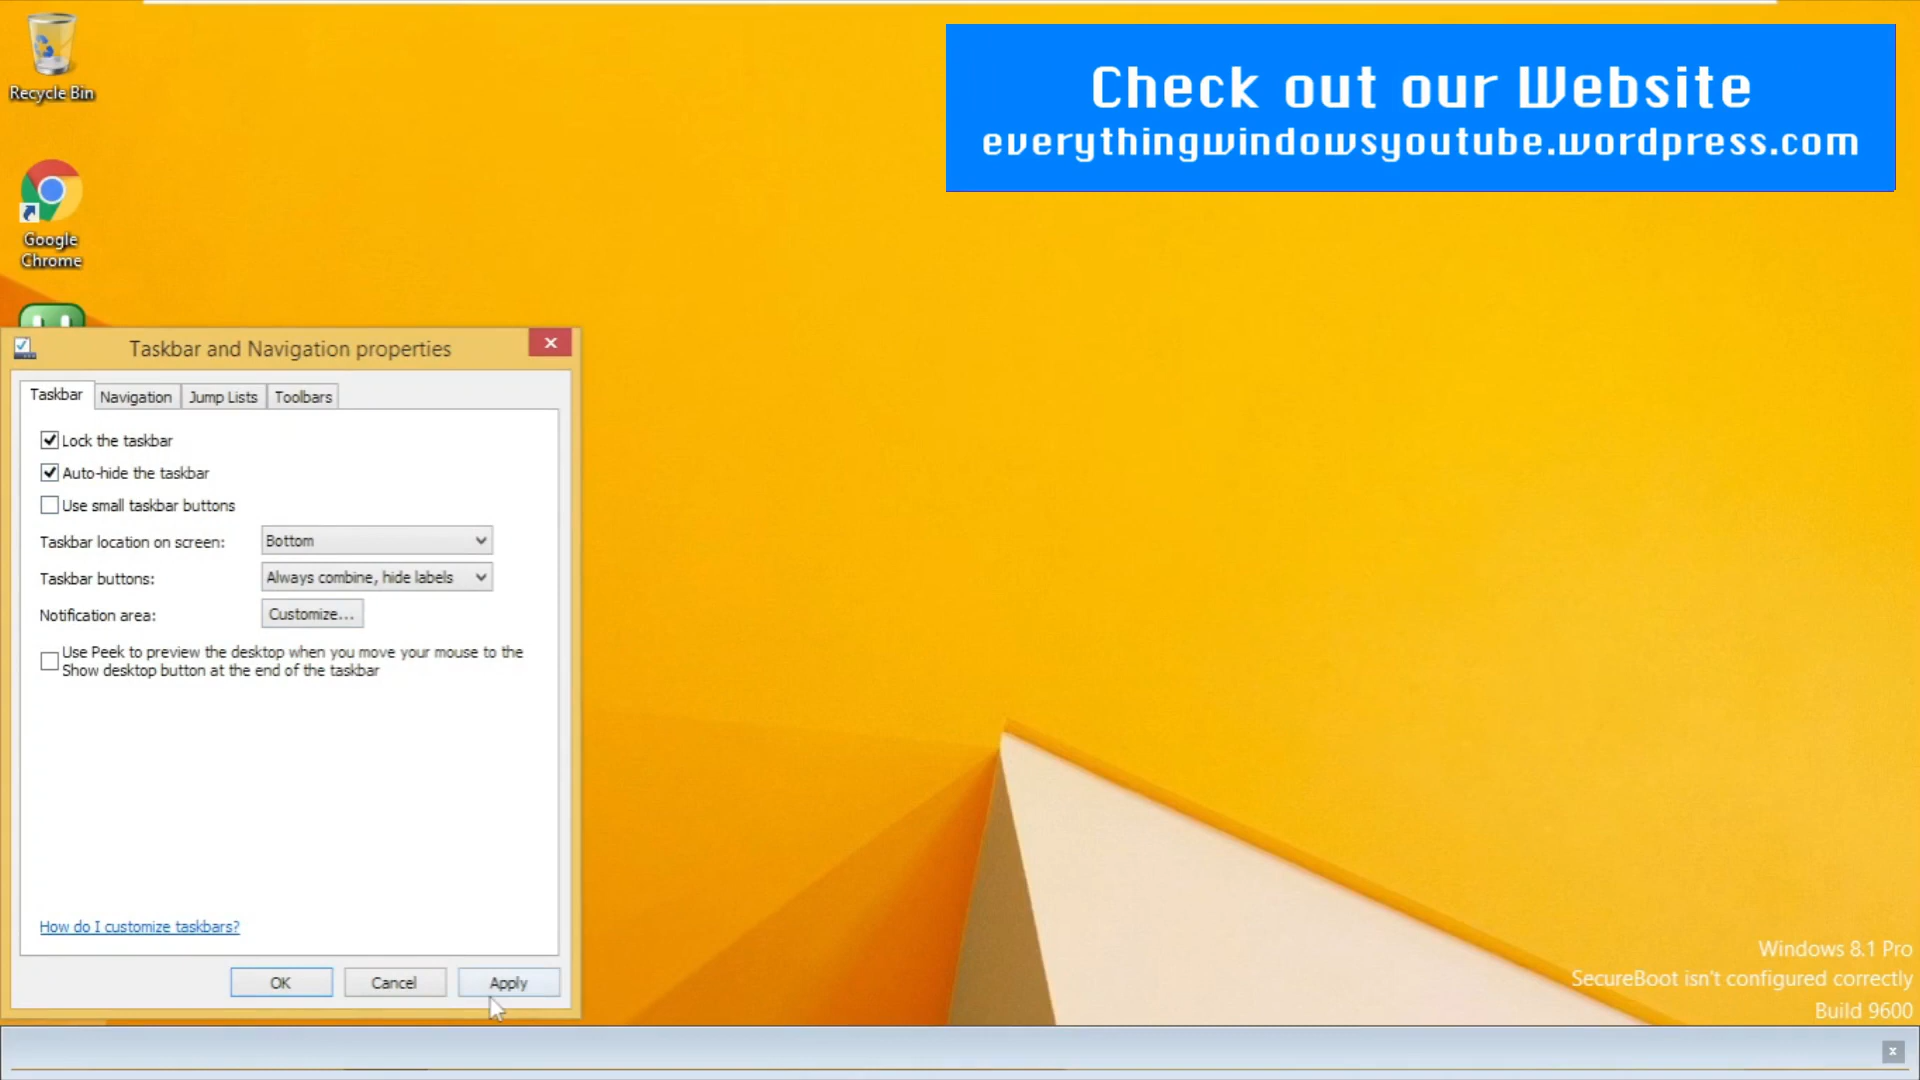 Recycle Bin
Check out our Website
everythingwindowsyoutube.wordpress.com
Google
Chrome
Taskbar and Navigation properties
Taskbar
Navigation
Jump Lists
Toolbars
Lock the taskbar
Auto-hide the taskbar
Use small taskbar buttons
Taskbar location on screen:
Bottom
Taskbar buttons:
Always combine, hide labels
Notification area:
Customize...
Use Peek to preview the desktop when you move your mouse to the
Show desktop button at the end of the taskbar
How do I customize taskbars?
OK
Cancel
Apply
Windows 8.1 Pro
SecureBoot isn't configured correctly
Build 9600